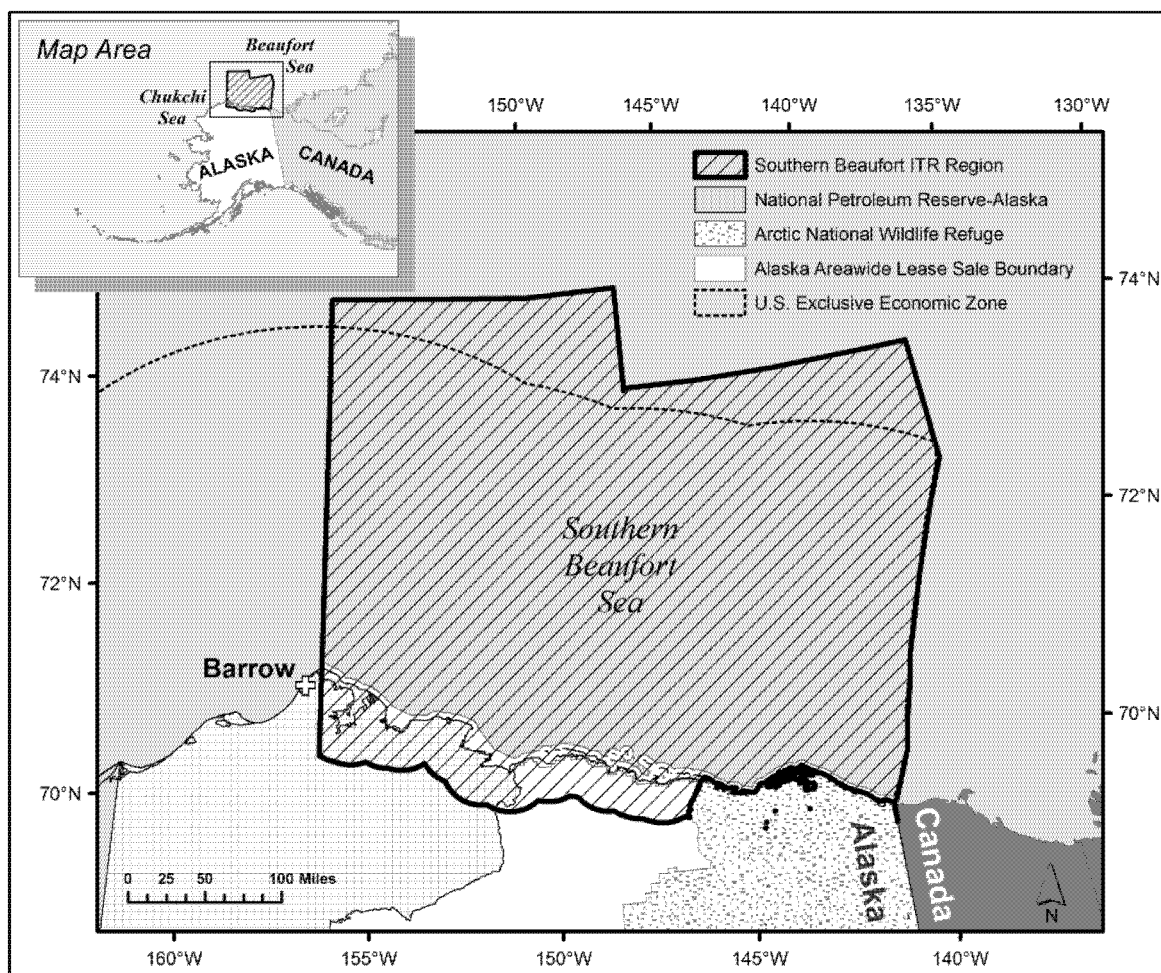 Map Area
Beaufort
Sea
Chukchi
Sea
ALASKA
CANADA
150°W
145°W
140°W
135°W
130°W
Southern Beaufort ITR Region
National Petroleum Reserve-Alaska
Arctic National Wildlife Refuge
Alaska Areawide Lease Sale Boundary
U.S. Exclusive Economic Zone
74°N
74°N
72°N
72°N
70°N
70°N
Southern
Beaufort
Sea
Barrow
Alaska
Canada
0 25 50 100 Miles
N
160°W
155°W
150°W
145°W
140°W